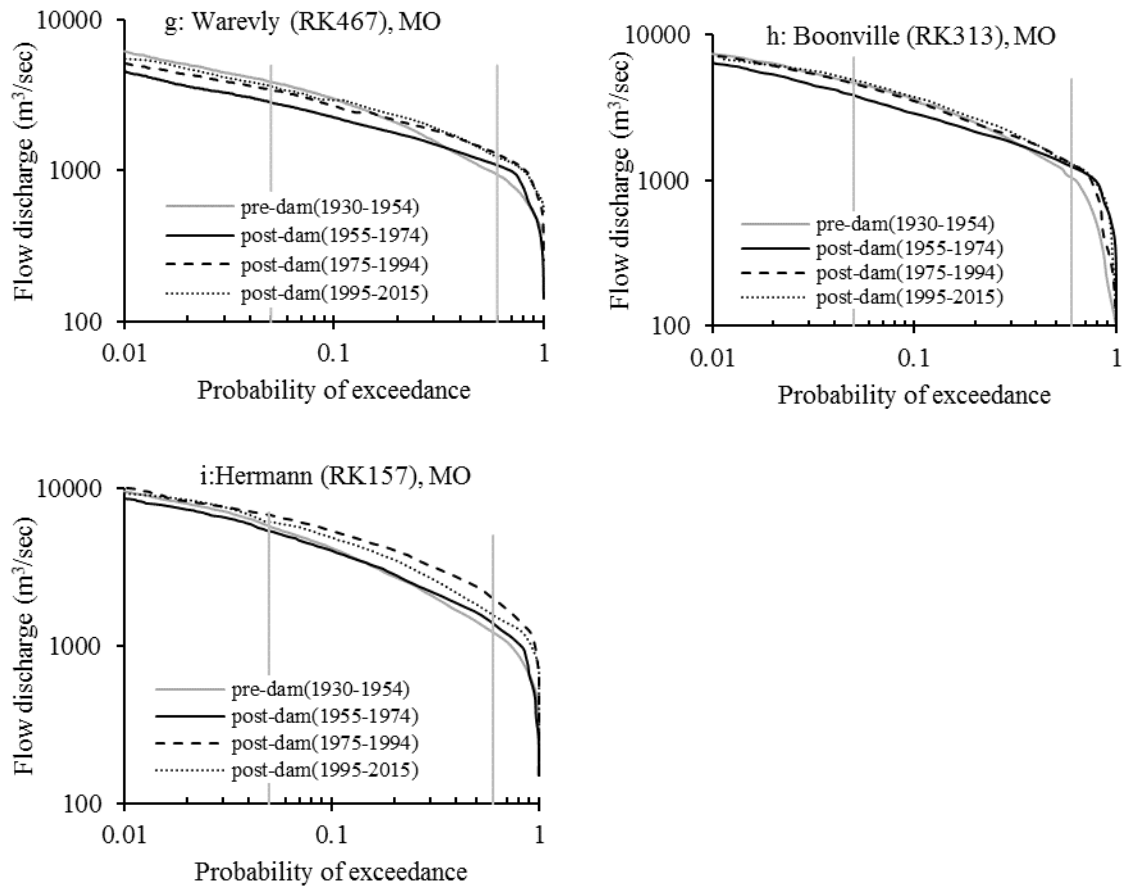 g: Warevly (RK467), MO
Flow discharge (m³/sec)
10000
1000
100
pre-dam(1930-1954)
post-dam(1955-1974)
post-dam(1975-1994)
post-dam(1995-2015)
0.01
0.1
1
Probability of exceedance
h: Boonville (RK313), MO
Flow discharge (m³/sec)
10000
1000
100
pre-dam(1930-1954)
post-dam(1955-1974)
post-dam(1975-1994)
post-dam(1995-2015)
0.01
0.1
1
Probability of exceedance
i:Hermann (RK157), MO
Flow discharge (m³/sec)
10000
1000
100
pre-dam(1930-1954)
post-dam(1955-1974)
post-dam(1975-1994)
post-dam(1995-2015)
0.01
0.1
1
Probability of exceedance